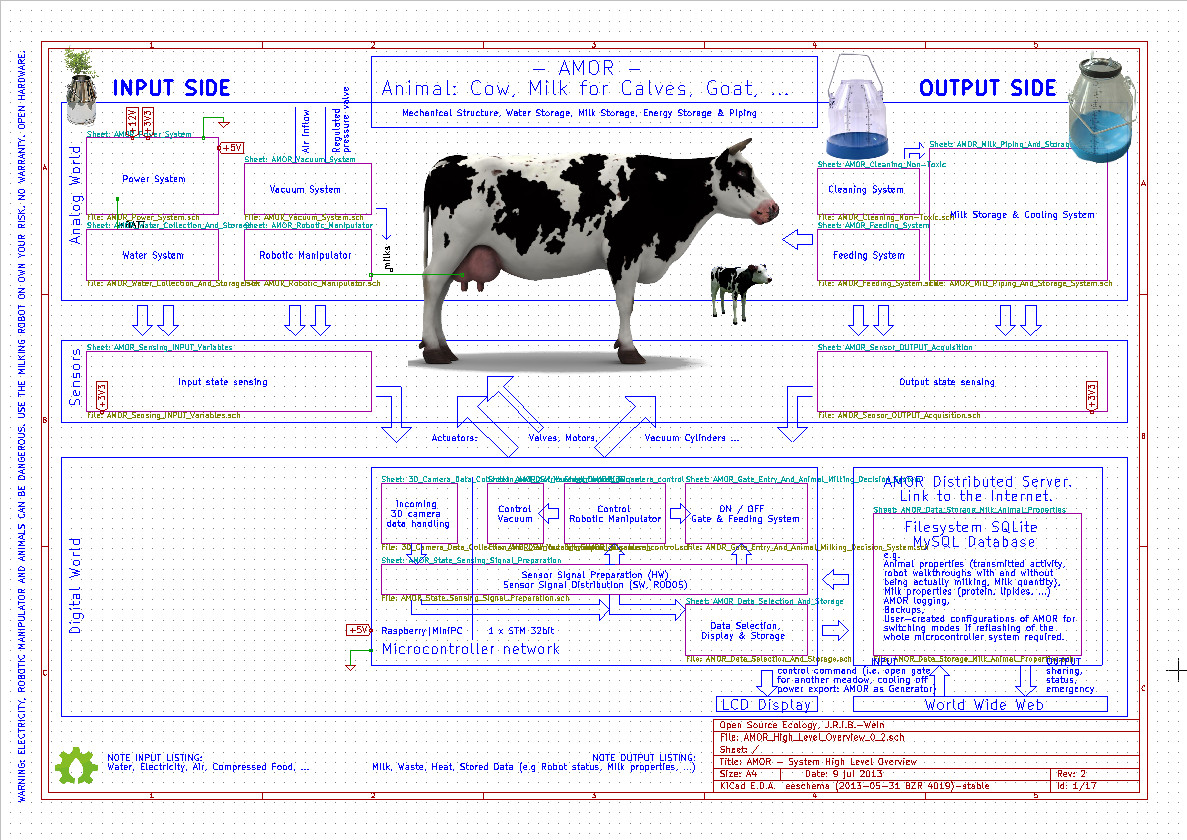 1 2 3 4 5
INPUT SIDE
– AMOR –
Animal: Cow, Milk for Calves, Goat, ...
Mechanical Structure, Water Storage, Milk Storage, Energy Storage & Piping
OUTPUT SIDE
WARNING: ELECTRICITY, ROBOTIC MANIPULATOR AND ANIMALS CAN BE DANGEROUS. USE THE MILKING ROBOT ON OWN YOUR RISK. NO WARRANTY. OPEN HARDWARE.
A
Analog World
+12V
+3V3
+5V
Sheet: AMOR_Power_System
Power System
File: AMOR_Power_System.sch
Air Inflow
Regulated
pressure valve
Sheet: AMOR_Vacuum_System
Vacuum System
File: AMOR_Vacuum_System.sch
Sheet: AMOR_Water_Collection_And_Storage
Water System
File: AMOR_Water_Collection_And_Storage.sch
Sheet: AMOR_Robotic_Manipulator
Robotic Manipulator
File: AMOR_Robotic_Manipulator.sch
milks
Sheet: AMOR_Cleaning_Non-Toxic
Cleaning System
File: AMOR_Cleaning_Non-Toxic.sch
Sheet: AMOR_Feeding_System
Feeding System
File: AMOR_Feeding_System.sch
Sheet: AMOR_Milk_Piping_And_Storage
Milk Storage & Cooling System
File: AMOR_Milk_Piping_And_Storage_System.sch
A
Sensors
Sheet: AMOR_Sensing_INPUT_Variables
Input state sensing
+3V3
File: AMOR_Sensing_INPUT_Variables.sch
Sheet: AMOR_Sensor_OUTPUT_Acquisition
Output state sensing
+3V3
File: AMOR_Sensor_OUTPUT_Acquisition.sch
B
B
Actuators:
Valves, Motors,
Vacuum Cylinders ...
Digital World
Incoming
3D camera
data handling
Control
Vacuum
Control
Robotic Manipulator
Sheet: AMOR_Gate_Entry_And_Animal_Milking_Decision_System
ON / OFF
Gate & Feeding System
File: AMOR_Gate_Entry_And_Animal_Milking_Decision_System.sch
Sheet: AMOR_State_Sensing_Signal_Preparation
Sensor Signal Preparation (HW)
Sensor Signal Distribution (SW, RODOS)
File: AMOR_State_Sensing_Signal_Preparation.sch
Sheet: AMOR Data Selection And Storage
Data Selection,
Display & Storage
File: AMOR_Data_Selection_And_Storage.sch
+5V
Raspberry|MiniPC
1 x STM 32bit
Microcontroller network
AMOR Distributed Server.
Link to the Internet.
Sheet: AMOR_Data_Storage_Milk_Animal_Properties
Filesystem SQLite
MySQL Database
e.g.
Animal properties (transmitted activity,
robot walkthroughs with and without
being actually milking, Milk quantity),
Milk properties (protein, lipides, ...)
AMOR logging,
Backups,
User-created configurations of AMOR for
switching modes if reflashing of the
whole microcontroller system required.
File: AMOR_Data_Storage_Milk_Animal_Properties.sch
INPUT
control command (i.e. open gate
for another meadow, cooling off
power export: AMOR as Generator)
OUTPUT
sharing,
status,
emergency
C
C
LCD Display
World Wide Web
NOTE INPUT LISTING:
Water, Electricity, Air, Compressed Food, ...
NOTE OUTPUT LISTING:
Milk, Waste, Heat, Stored Data (e.g Robot status, Milk properties, ...)
Open Source Ecology, J.R.I.B.-Wein
File: AMOR_High_Level_Overview_0_2.sch
Sheet: /
Title: AMOR – System High Level Overview
Size: A4 Date: 9 jul 2013 Rev: 2
KiCad E.D.A. eeschema (2013-05-31 BZR 4019)-stable Id: 1/17
1 2 3 4 5